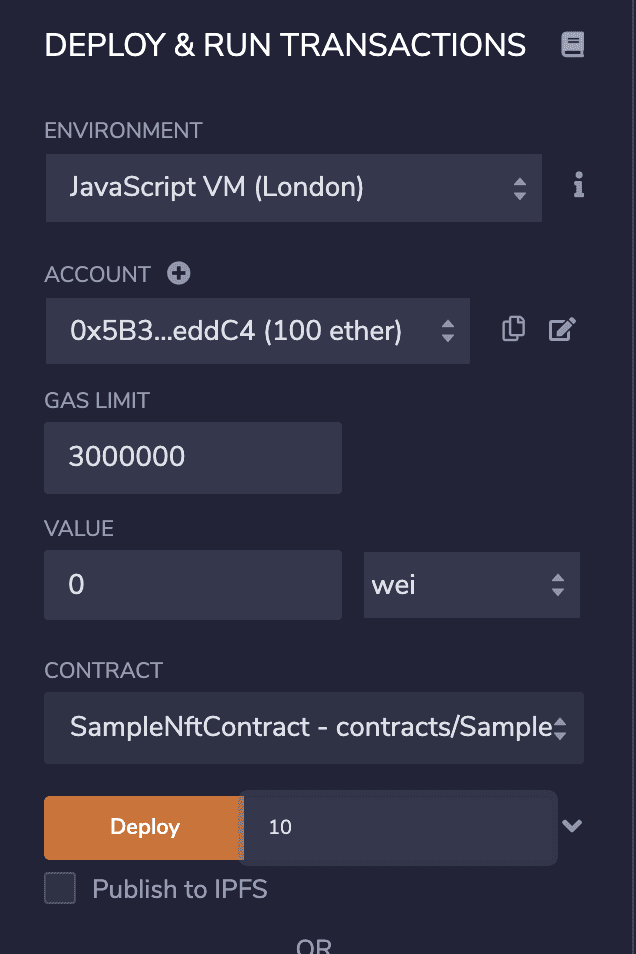 DEPLOY & RUN TRANSACTIONS
ENVIRONMENT
JavaScript VM (London)
ACCOUNT
0x5B3...eddC4 (100 ether)
GAS LIMIT
3000000
VALUE
0 wei
CONTRACT
SampleNftContract - contracts/Sample
Deploy 10
Publish to IPFS
OR